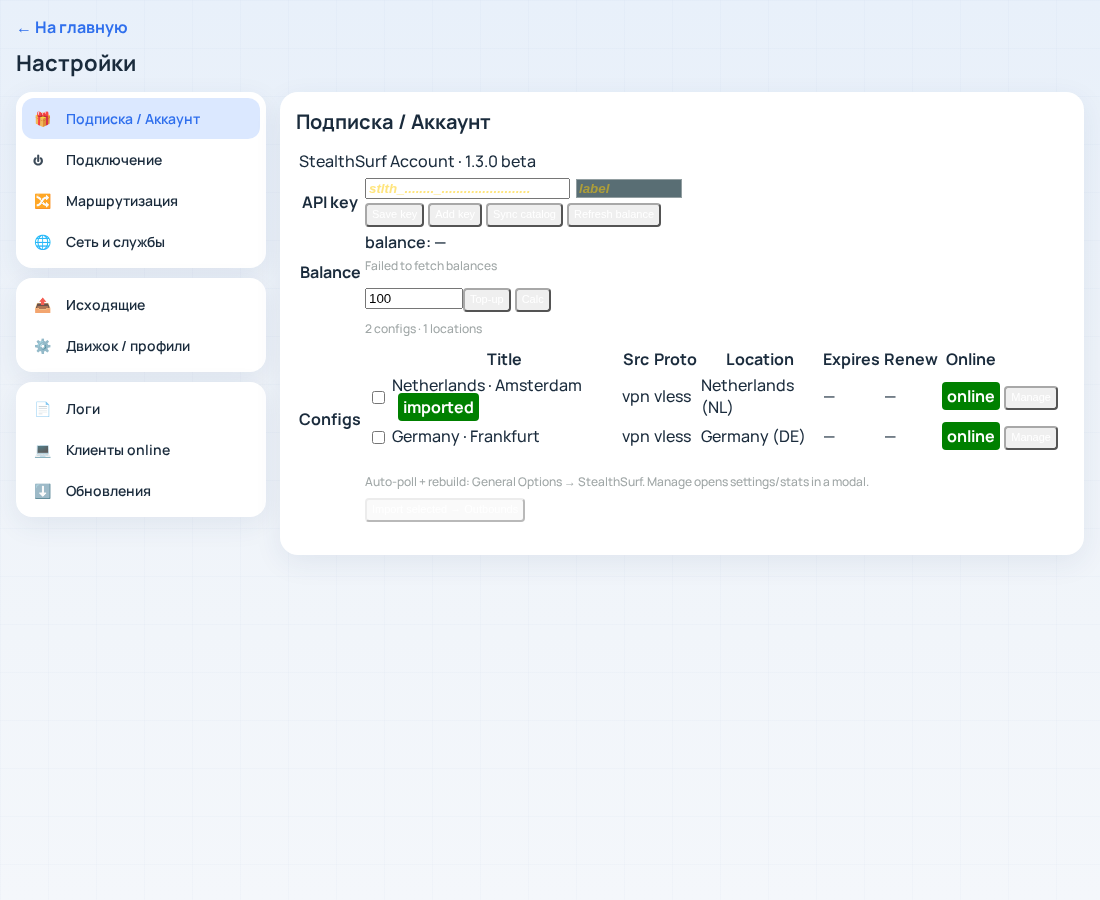 ← На главную
Настройки
Подписка / Аккаунт
Подключение
Маршрутизация
Сеть и службы
Исходящие
Движок / профили
Логи
Клиенты online
Обновления
Подписка / Аккаунт
StealthSurf Account · 1.3.0 beta
API key
label
Save key Add key Sync catalog Refresh balance
Balance
balance: —
Failed to fetch balances
100 Top-up Calc
2 configs · 1 locations
Configs
Title Src Proto Location Expires Renew Online
Netherlands · Amsterdam imported vpn vless Netherlands (NL) — — online Manage
Germany · Frankfurt vpn vless Germany (DE) — — online Manage
Auto-poll + rebuild: General Options → StealthSurf. Manage opens settings/stats in a modal.